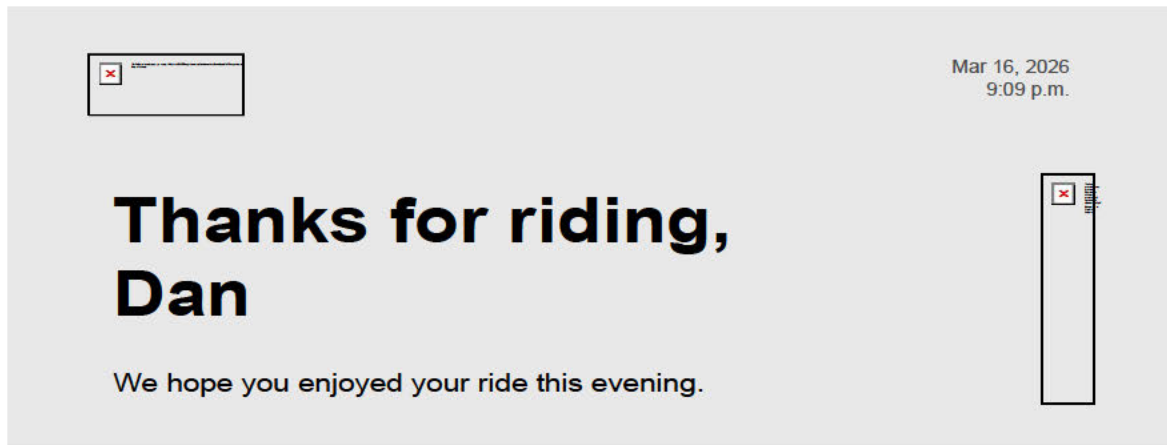 Mar 16, 2026
9:09 p.m.
Thanks for riding,
Dan
We hope you enjoyed your ride this evening.